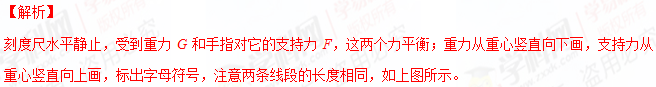 【解析】
刻度尺水平静止，受到重力 G 和手指对它的支持力 F，这两个力平衡；重力从重心竖直向下画，支持力从
重心竖直向上画，标出字母符号，注意两条线段的长度相同，如上图所示。